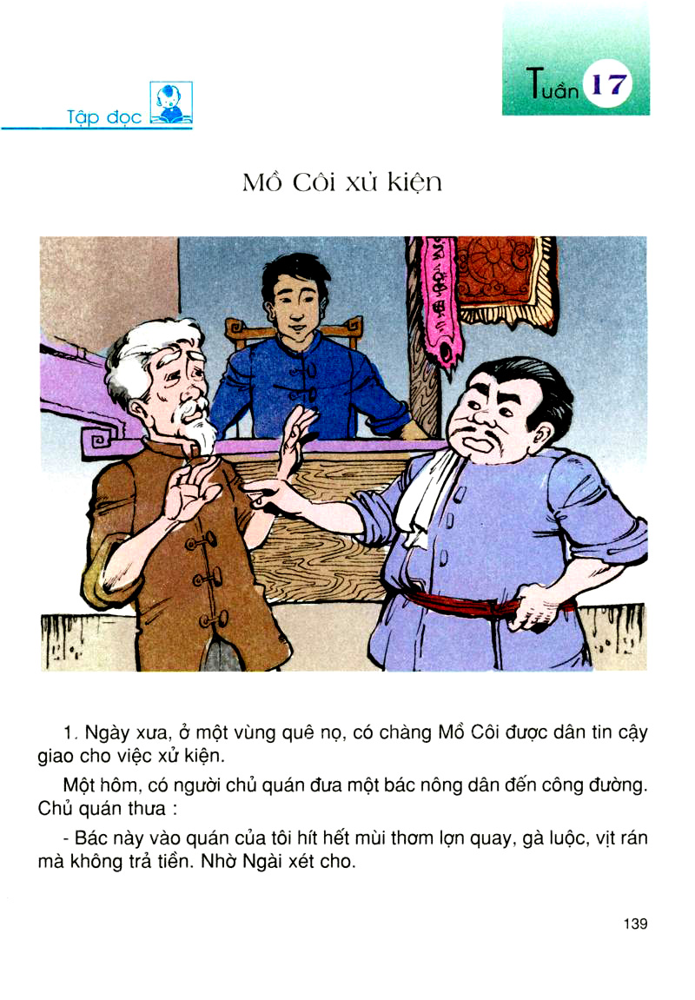 Tuần 17
Tập đọc
Mồ Côi xử kiện
1. Ngày xưa, ở một vùng quê nọ, có chàng Mồ Côi được dân tin cậy
giao cho việc xử kiện.
Một hôm, có người chủ quán đưa một bác nông dân đến công đường.
Chủ quán thưa :
- Bác này vào quán của tôi hít hết mùi thơm lợn quay, gà luộc, vịt rán
mà không trả tiền. Nhờ Ngài xét cho.
139